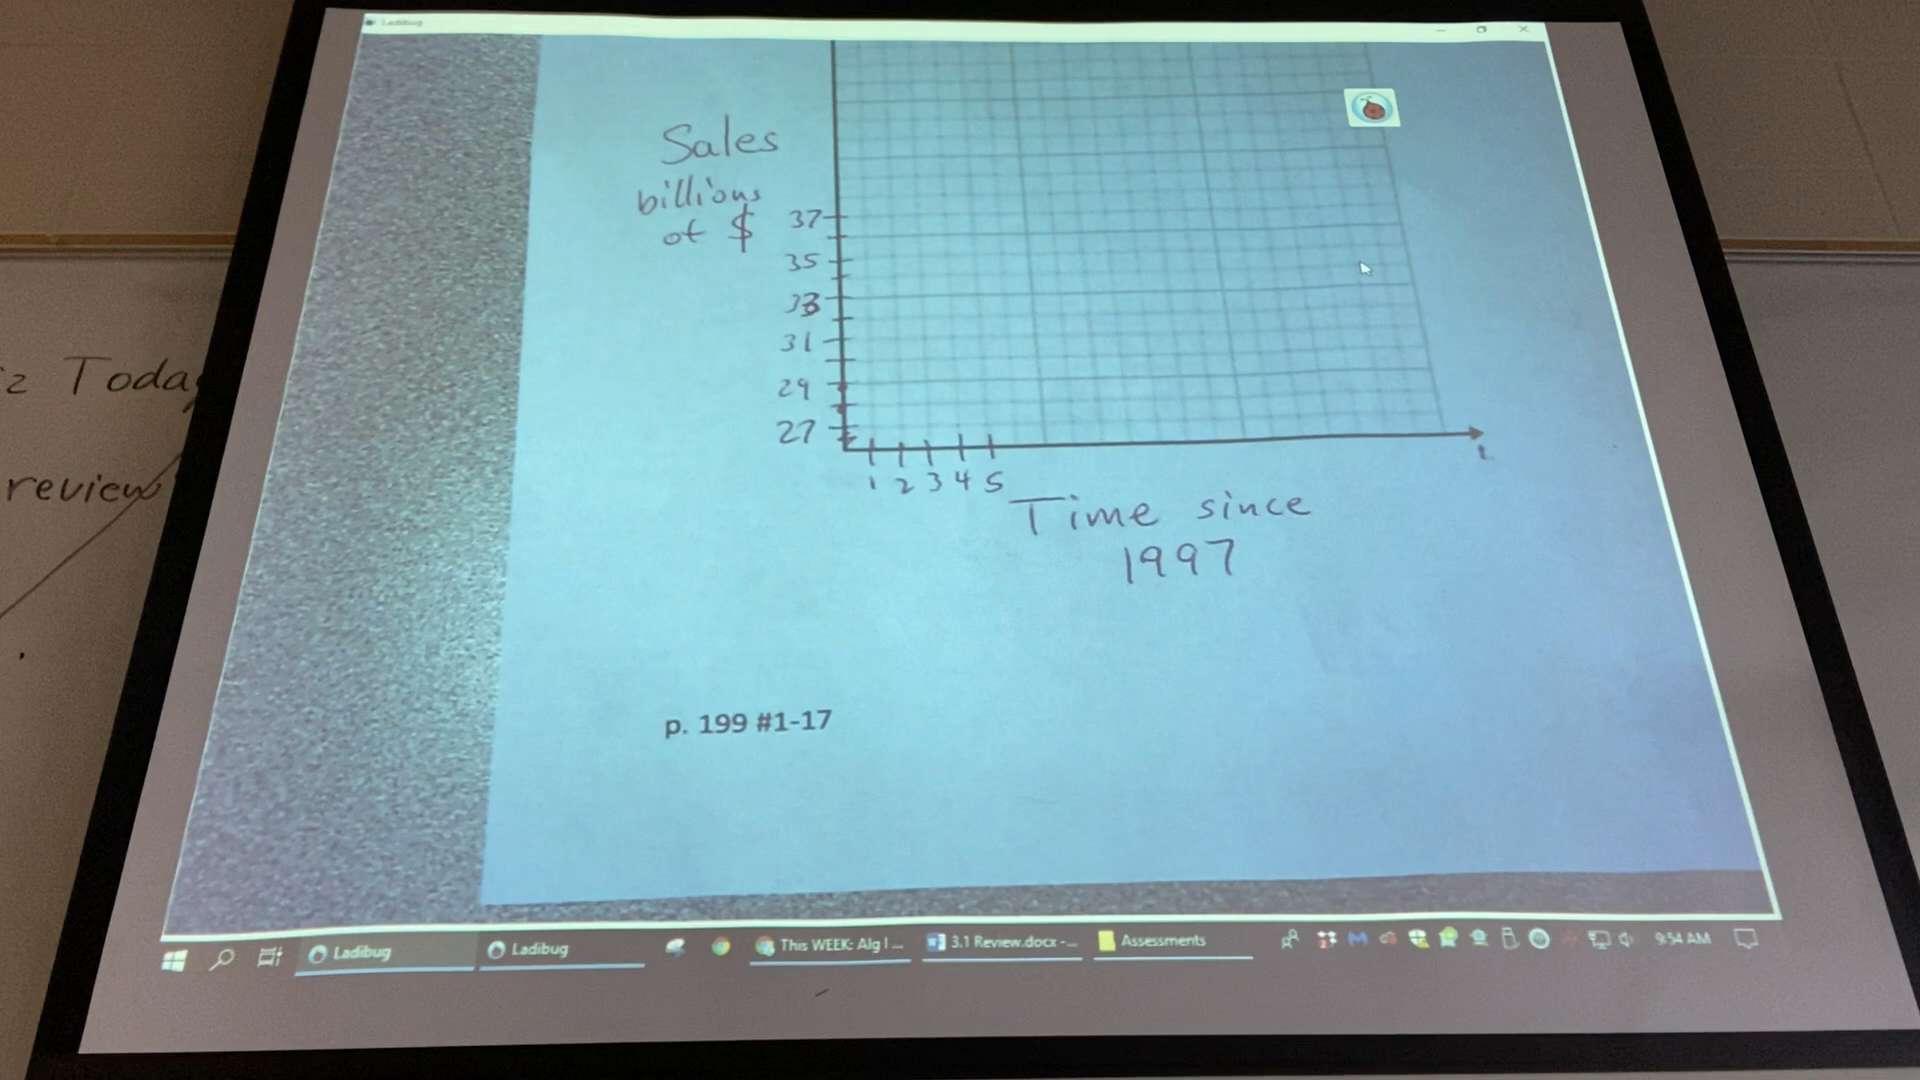 Ladibug
Sales
billions
of $
37
35
33
31
29
27
1 2 3 4 5
t
Time since
1997
z Today
review
p. 199 #1-17
Ladibug
Ladibug
This WEEK: Alg I ...
3.1 Review.docx -...
Assessments
9:54 AM